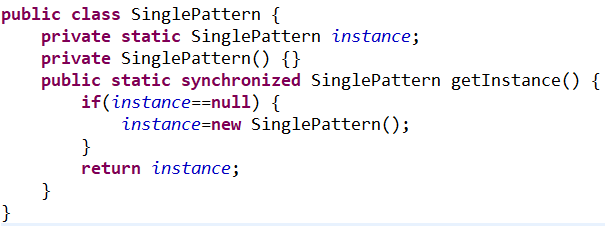 public class SinglePattern {
    private static SinglePattern instance;
    private SinglePattern() {}
    public static synchronized SinglePattern getInstance() {
        if(instance==null) {
            instance=new SinglePattern();
        }
        return instance;
    }
}